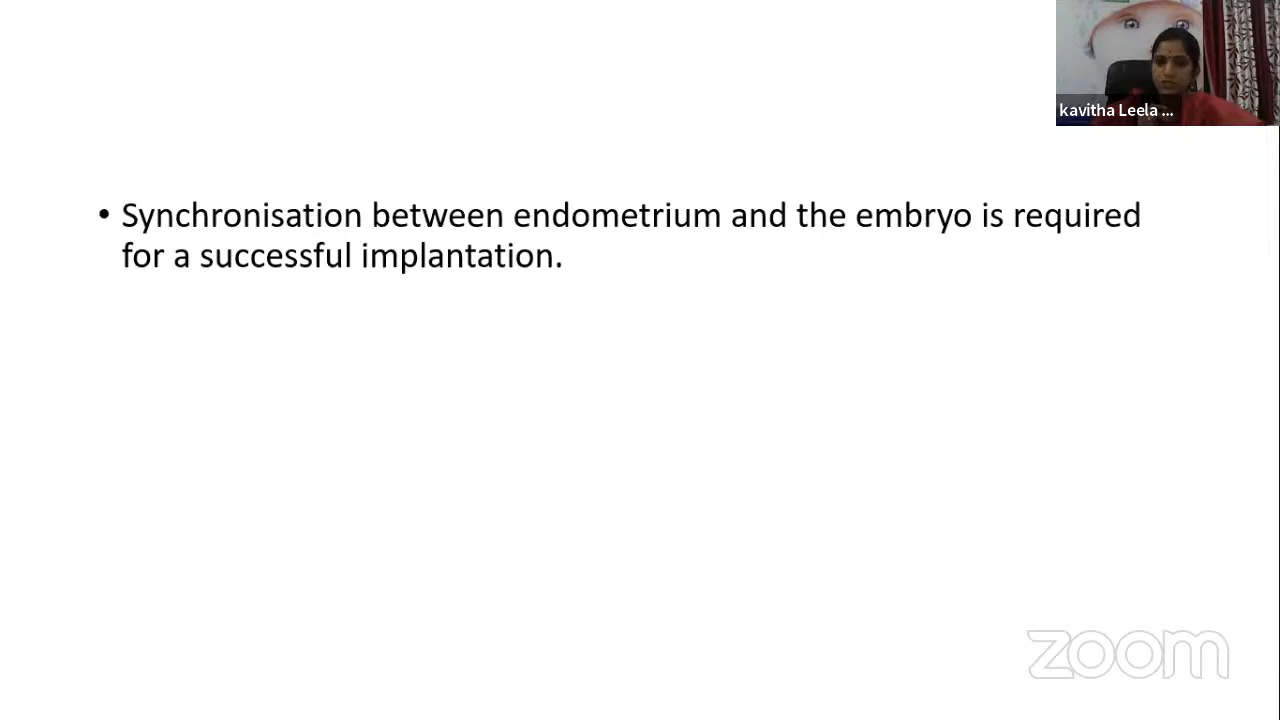 kavitha Leela ...
• Synchronisation between endometrium and the embryo is required
for a successful implantation.
zoom